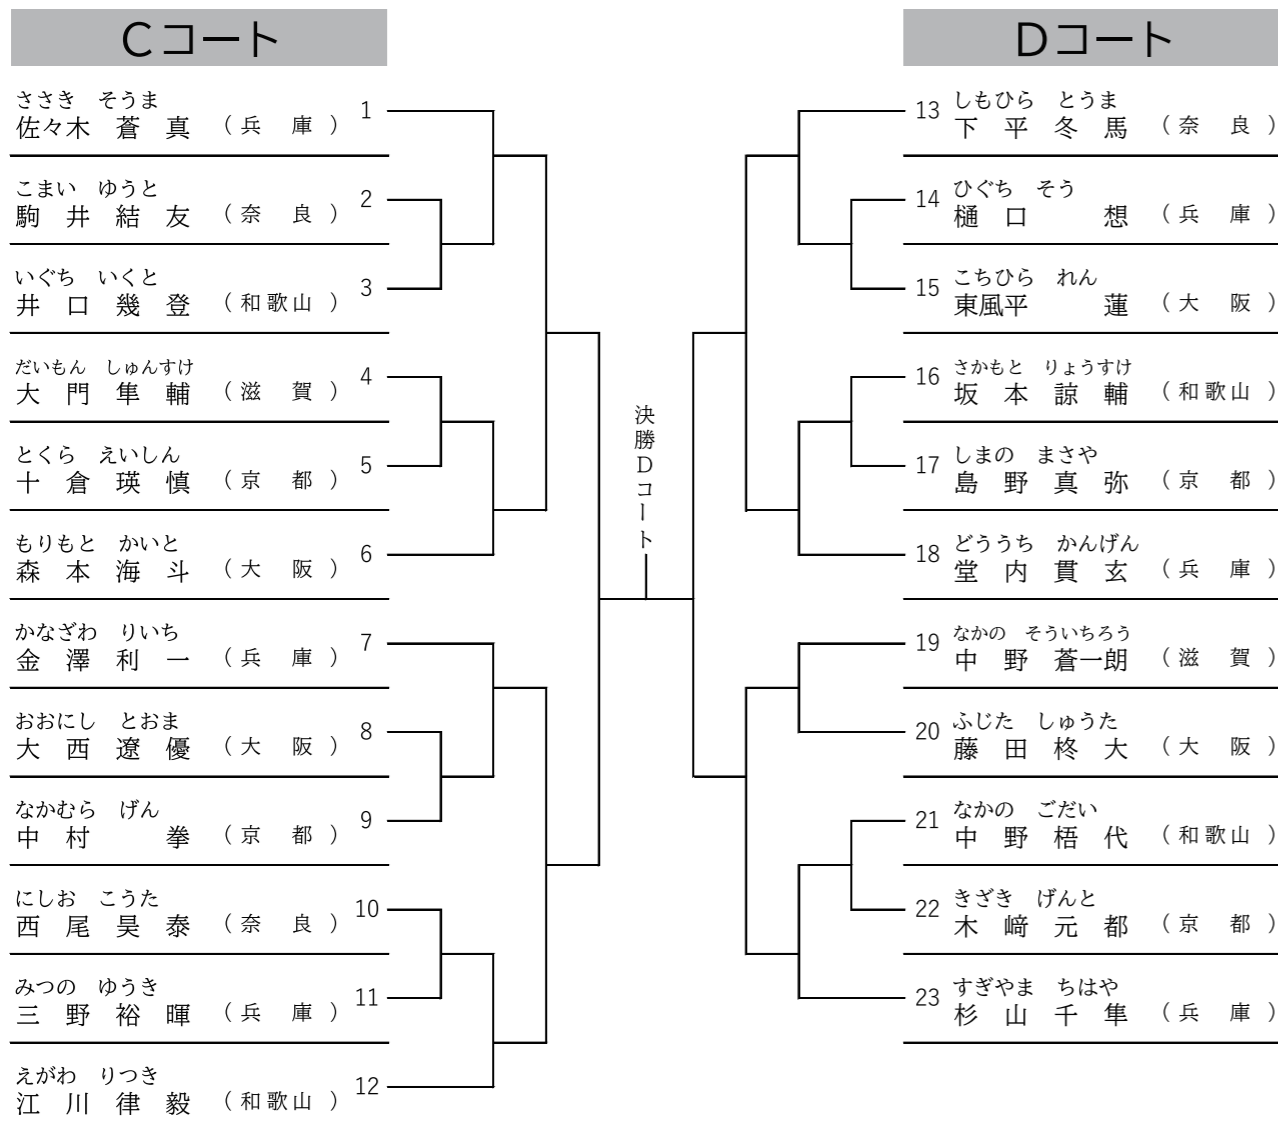 Cコート
ささき そうま
佐々木 蒼 真 （兵 庫） 1
こまい ゆうと
駒 井 結 友 （奈 良） 2
いぐち いくと
井 口 幾 登 （和歌山） 3
だいもん しゅんすけ
大 門 隼 輔 （滋 賀） 4
とくら えいしん
十 倉 瑛 慎 （京 都） 5
もりもと かいと
森 本 海 斗 （大 阪） 6
かなざわ りいち
金 澤 利 一 （兵 庫） 7
おおにし とおま
大 西 遼 優 （大 阪） 8
なかむら げん
中 村 拳 （京 都） 9
にしお こうた
西 尾 昊 泰 （奈 良） 10
みつの ゆうき
三 野 裕 暉 （兵 庫） 11
えがわ りつき
江 川 律 毅 （和歌山） 12
決勝Dコート
Dコート
しもひら とうま
13 下 平 冬 馬 （奈 良）
ひぐち そう
14 樋 口 想 （兵 庫）
こちひら れん
15 東風平 蓮 （大 阪）
さかもと りょうすけ
16 坂 本 諒 輔 （和歌山）
しまの まさや
17 島 野 真 弥 （京 都）
どううち かんげん
18 堂 内 貫 玄 （兵 庫）
なかの そういちろう
19 中 野 蒼一朗 （滋 賀）
ふじた しゅうた
20 藤 田 柊 大 （大 阪）
なかの ごだい
21 中 野 梧 代 （和歌山）
きざき げんと
22 木 﨑 元 都 （京 都）
すぎやま ちはや
23 杉 山 千 隼 （兵 庫）